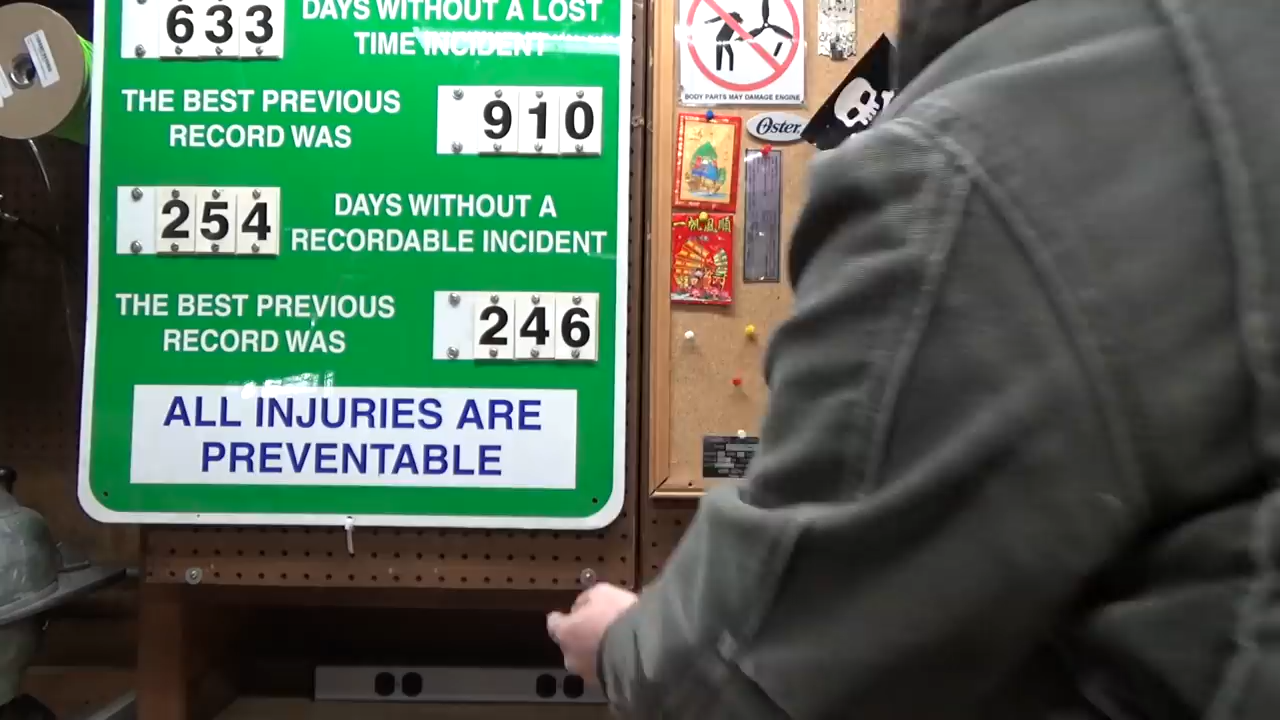 633
DAYS WITHOUT A LOST
TIME INCIDENT
THE BEST PREVIOUS
RECORD WAS
910
254
DAYS WITHOUT A
RECORDABLE INCIDENT
THE BEST PREVIOUS
RECORD WAS
246
ALL INJURIES ARE
PREVENTABLE
BODY PARTS MAY DAMAGE ENGINE
Oster